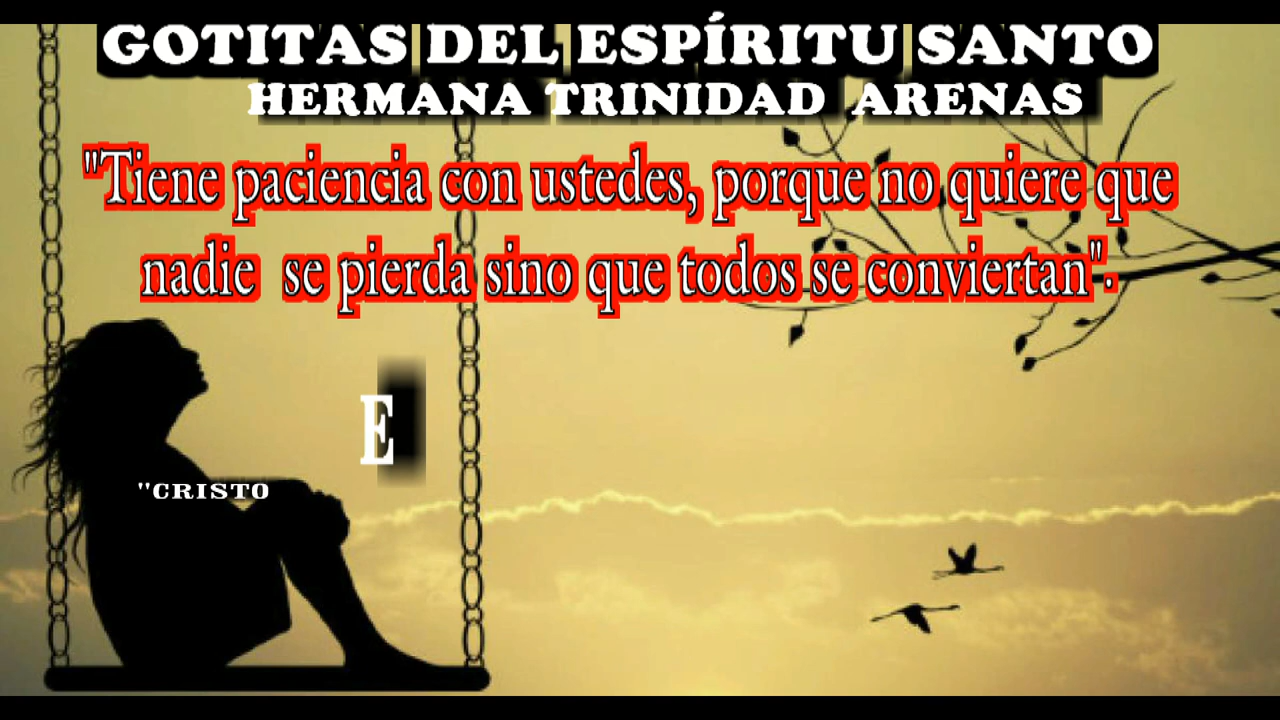 GOTITAS DEL ESPÍRITU SANTO
HERMANA TRINIDAD ARENAS
"Tiene paciencia con ustedes, porque no quiere que
nadie se pierda sino que todos se conviertan".
E
"CRISTO